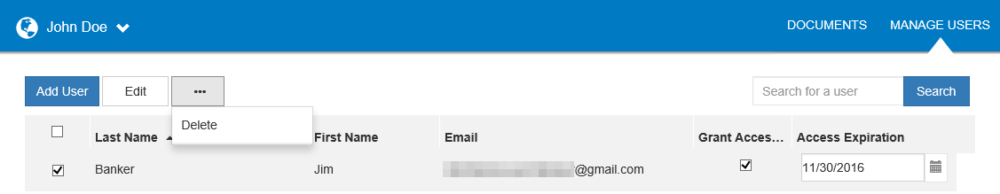 John Doe
DOCUMENTS
MANAGE USERS
Add User
Edit
•••
Search for a user
Search
Delete
Last Name
First Name
Email
Grant Acces...
Access Expiration
Banker
Jim
@gmail.com
11/30/2016